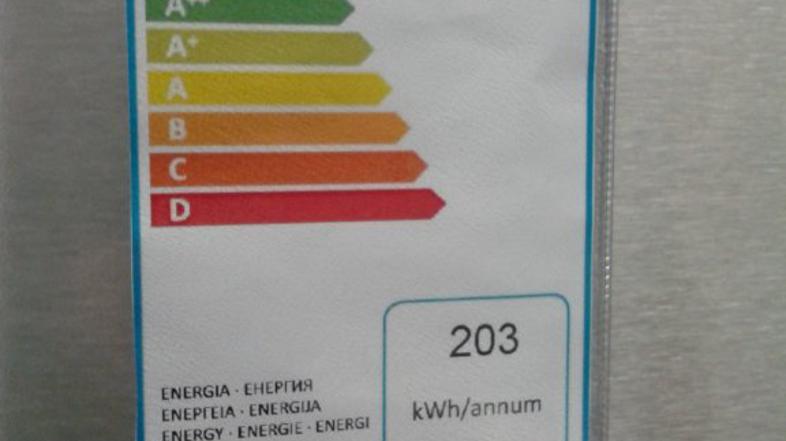 A++
A+
A
B
C
D
203
kWh/annum
ENERGIA · ЕНЕРГИЯ
ΕΝΕΡΓΕΙΑ · ENERGIJA
ENERGY · ENERGIE · ENERGI